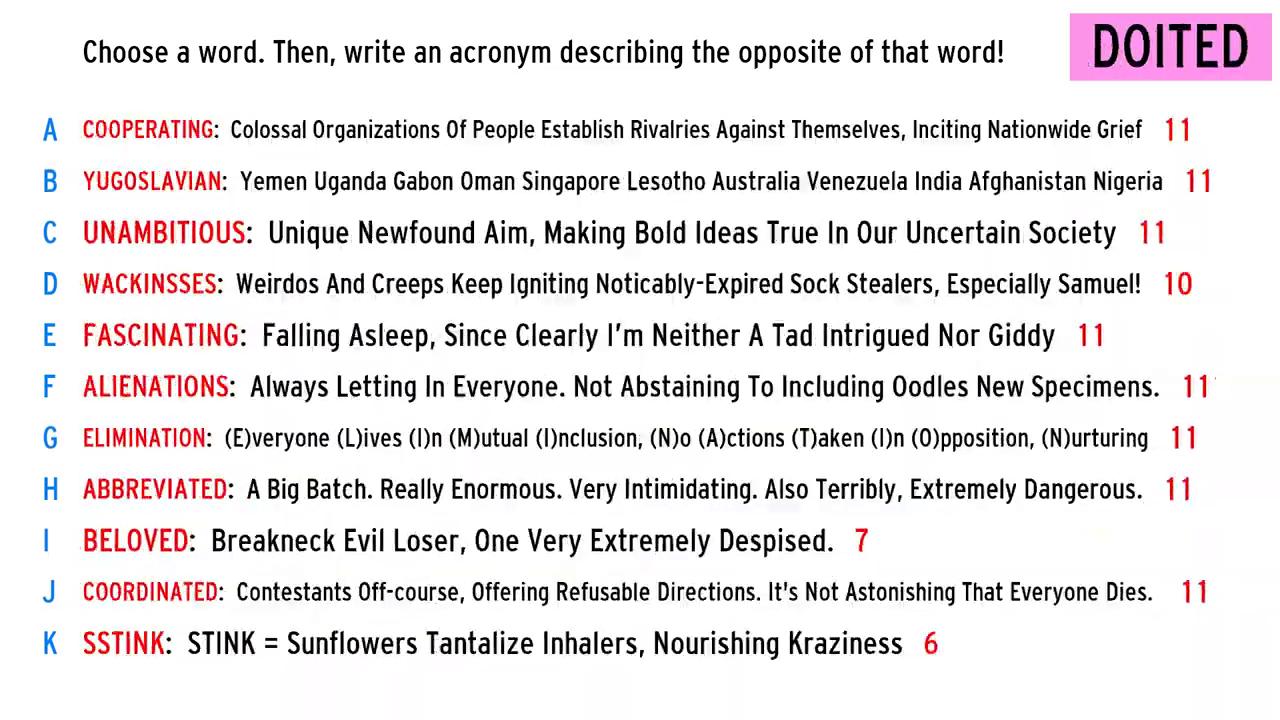 Choose a word. Then, write an acronym describing the opposite of that word!
DOITED
A COOPERATING: Colossal Organizations Of People Establish Rivalries Against Themselves, Inciting Nationwide Grief 11
B YUGOSLAVIAN: Yemen Uganda Gabon Oman Singapore Lesotho Australia Venezuela India Afghanistan Nigeria 11
C UNAMBITIOUS: Unique Newfound Aim, Making Bold Ideas True In Our Uncertain Society 11
D WACKINSSES: Weirdos And Creeps Keep Igniting Noticably-Expired Sock Stealers, Especially Samuel! 10
E FASCINATING: Falling Asleep, Since Clearly I'm Neither A Tad Intrigued Nor Giddy 11
F ALIENATIONS: Always Letting In Everyone. Not Abstaining To Including Oodles New Specimens. 11
G ELIMINATION: (E)veryone (L)ives (I)n (M)utual (I)nclusion, (N)o (A)ctions (T)aken (I)n (O)pposition, (N)urturing 11
H ABBREVIATED: A Big Batch. Really Enormous. Very Intimidating. Also Terribly, Extremely Dangerous. 11
I BELOVED: Breakneck Evil Loser, One Very Extremely Despised. 7
J COORDINATED: Contestants Off-course, Offering Refusable Directions. It's Not Astonishing That Everyone Dies. 11
K SSTINK: STINK = Sunflowers Tantalize Inhalers, Nourishing Kraziness 6